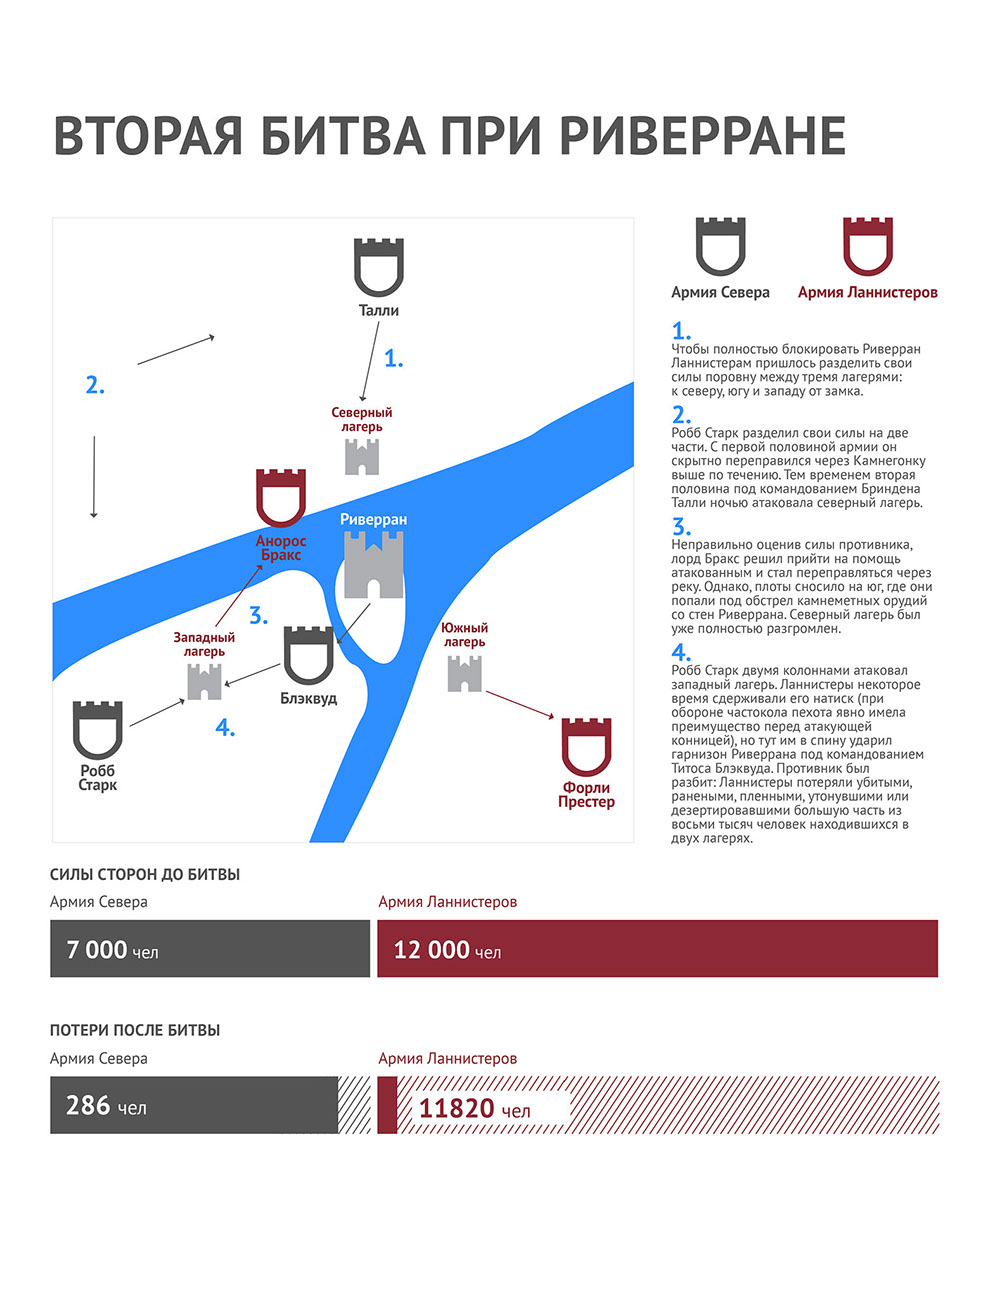 ВТОРАЯ БИТВА ПРИ РИВЕРРАНЕ
Талли
1.
2.
Северный
лагерь
Риверран
Анорос
Бракс
3.
Западный
лагерь
Южный
лагерь
Блэквуд
4.
Робб
Старк
Форли
Престер
Армия Севера
Армия Ланнистеров
1.
Чтобы полностью блокировать Риверран
Ланнистерам пришлось разделить свои
силы поровну между тремя лагерями:
к северу, югу и западу от замка.
2.
Робб Старк разделил свои силы на две
части. С первой половиной армии он
скрытно переправился через Камнегонку
выше по течению. Тем временем вторая
половина под командованием Бриндена
Талли ночью атаковала северный лагерь.
3.
Неправильно оценив силы противника,
лорд Бракс решил прийти на помощь
атакованным и стал переправляться через
реку. Однако, плоты сносило на юг, где они
попали под обстрел камнеметных орудий
со стен Риверрана. Северный лагерь был
уже полностью разгромлен.
4.
Робб Старк двумя колоннами атаковал
западный лагерь. Ланнистеры некоторое
время сдерживали его натиск (при
обороне частокола пехота явно имела
преимущество перед атакующей
конницей), но тут им в спину ударил
гарнизон Риверрана под командованием
Титоса Блэквуда. Противник был
разбит: Ланнистеры потеряли убитыми,
ранеными, пленными, утонувшими или
дезертировавшими большую часть из
восьми тысяч человек находившихся в
двух лагерях.
СИЛЫ СТОРОН ДО БИТВЫ
Армия Севера
Армия Ланнистеров
7 000 чел
12 000 чел
ПОТЕРИ ПОСЛЕ БИТВЫ
Армия Севера
Армия Ланнистеров
286 чел
11820 чел